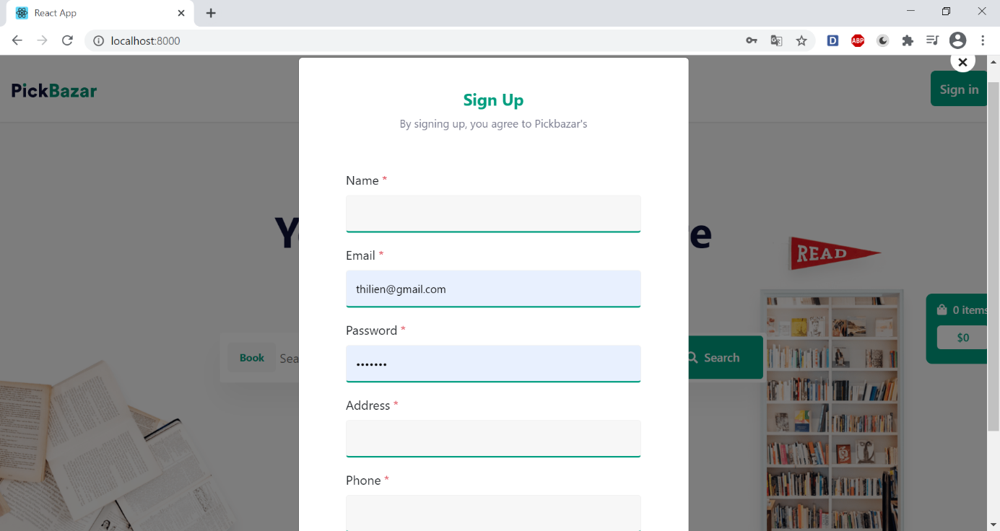 React App
localhost:8000
PickBazar
Sign in
Sign Up
By signing up, you agree to Pickbazar's
Name *
Email *
thilien@gmail.com
READ
Password *
0 items
$0
Book
Search
Address *
Phone *